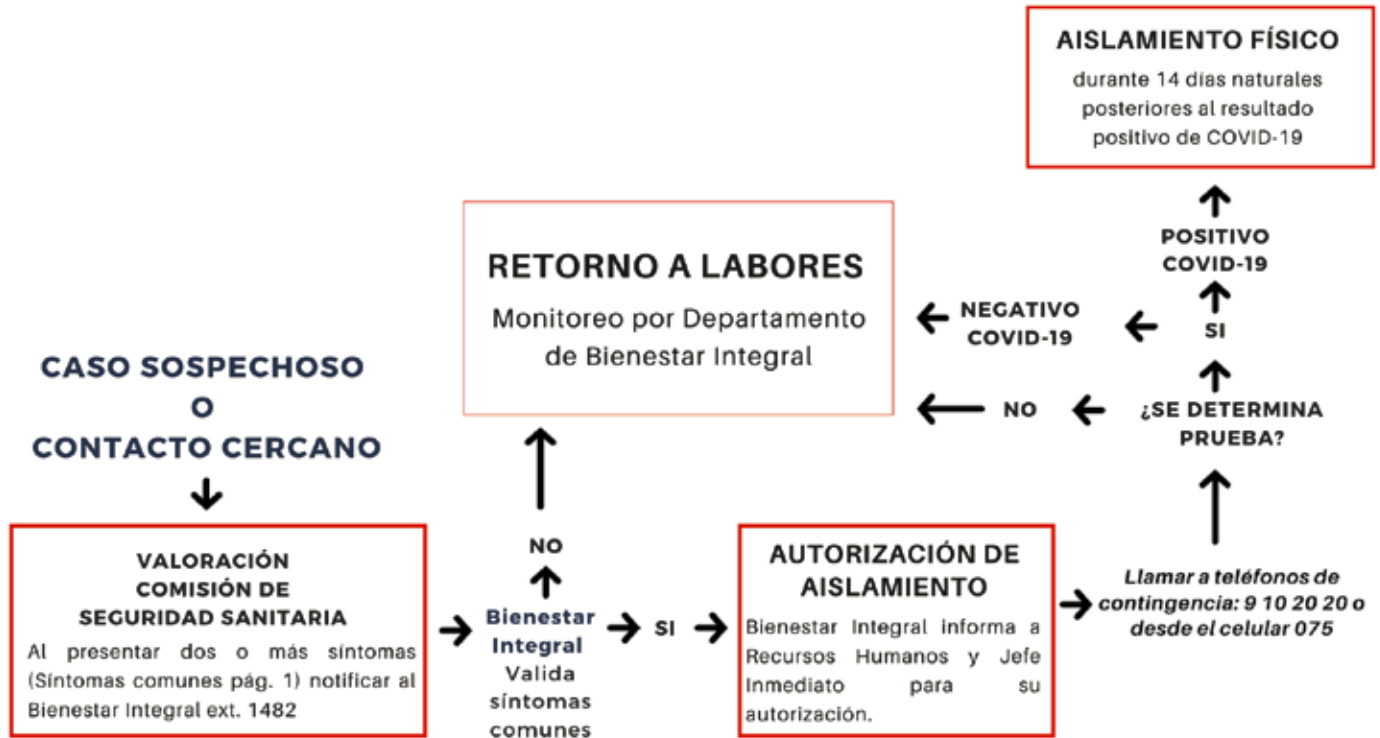 CASO SOSPECHOSO
O
CONTACTO CERCANO
VALORACIÓN
COMISIÓN DE
SEGURIDAD SANITARIA
Al presentar dos o más síntomas
(Síntomas comunes pág. 1) notificar al
Bienestar Integral ext. 1482
Bienestar
Integral
Valida
síntomas
comunes
NO
RETORNO A LABORES
Monitoreo por Departamento
de Bienestar Integral
SI
AUTORIZACIÓN DE
AISLAMIENTO
Bienestar Integral informa a
Recursos Humanos y Jefe
Inmediato para su
autorización.
Llamar a teléfonos de
contingencia: 9 10 20 20 o
desde el celular 075
¿SE DETERMINA
PRUEBA?
NO
SI
NEGATIVO
COVID-19
POSITIVO
COVID-19
AISLAMIENTO FÍSICO
durante 14 días naturales
posteriores al resultado
positivo de COVID-19